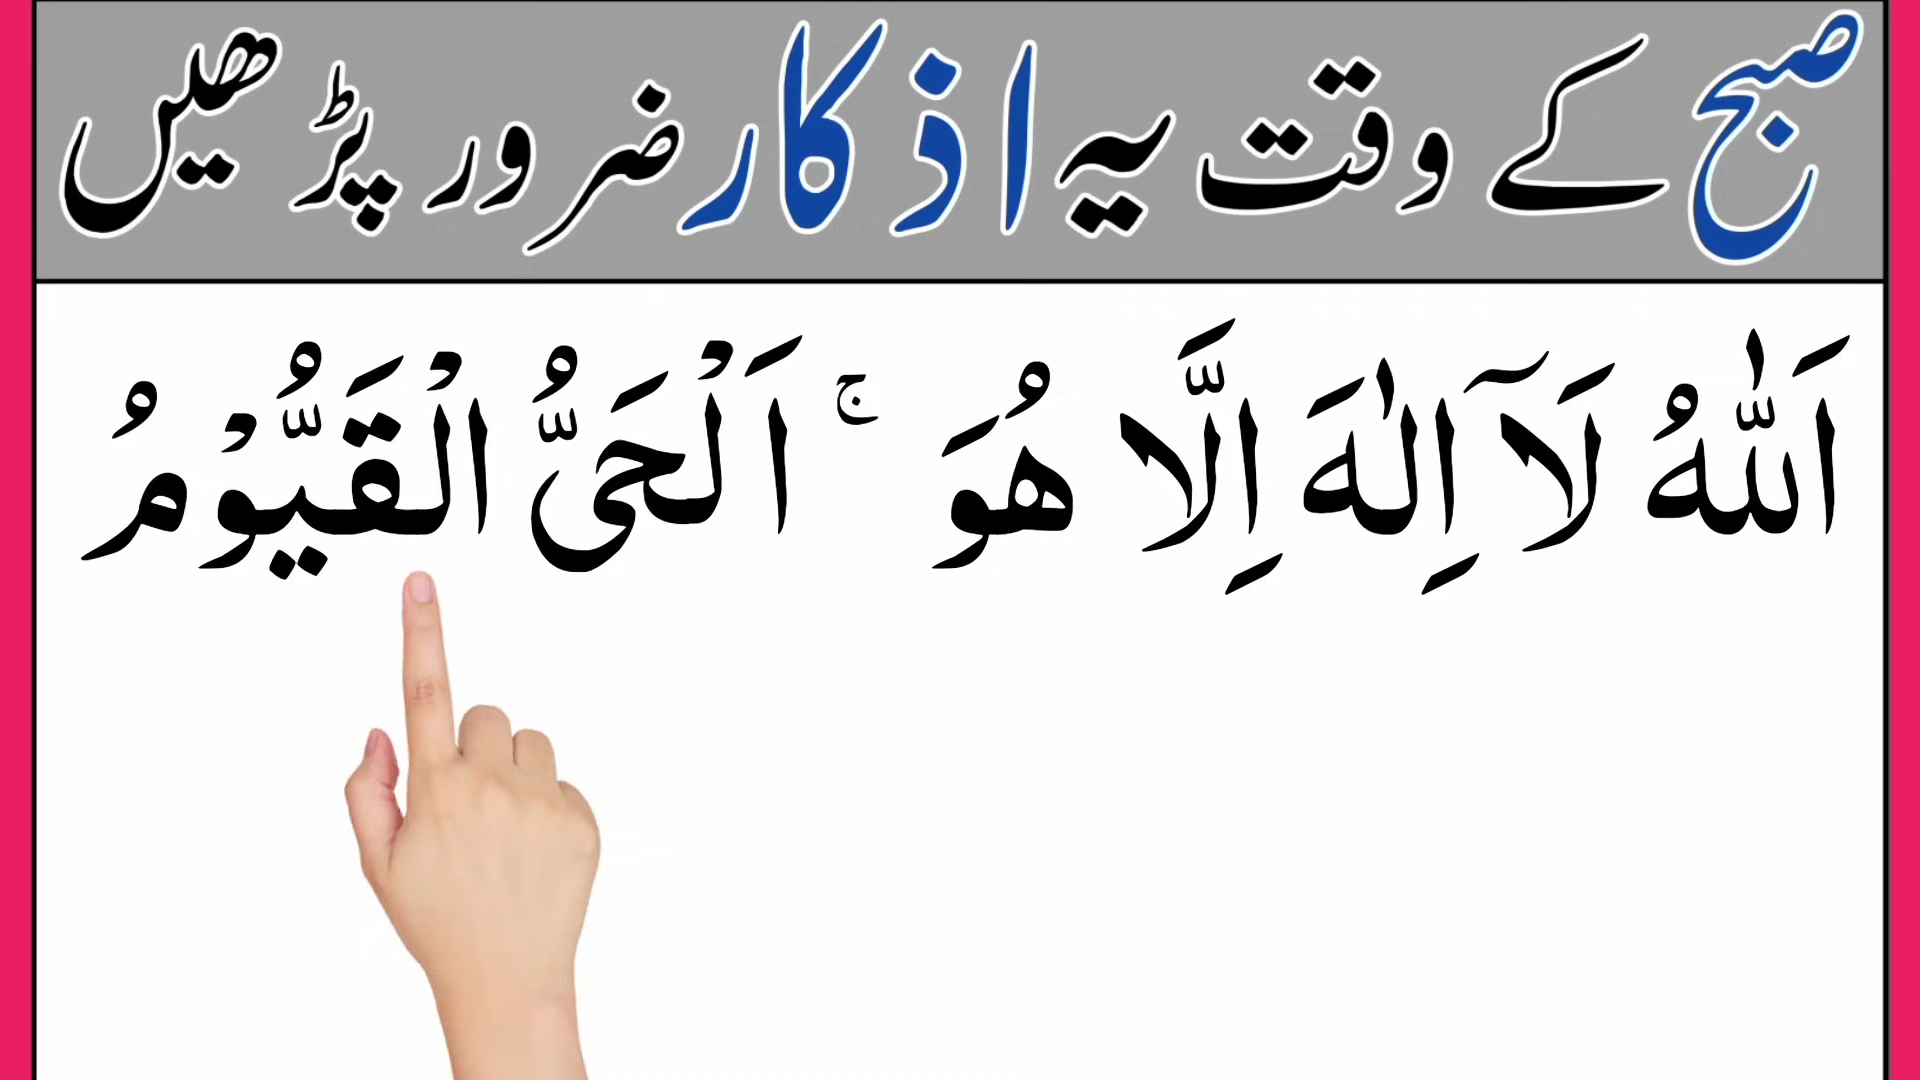 صبح کے وقت یہ اذکار ضرور پڑھیں
اَللّٰهُ لَاۤ اِلٰهَ اِلَّا هُوَ ۚ اَلْحَیُّ الْقَیُّوْمُ